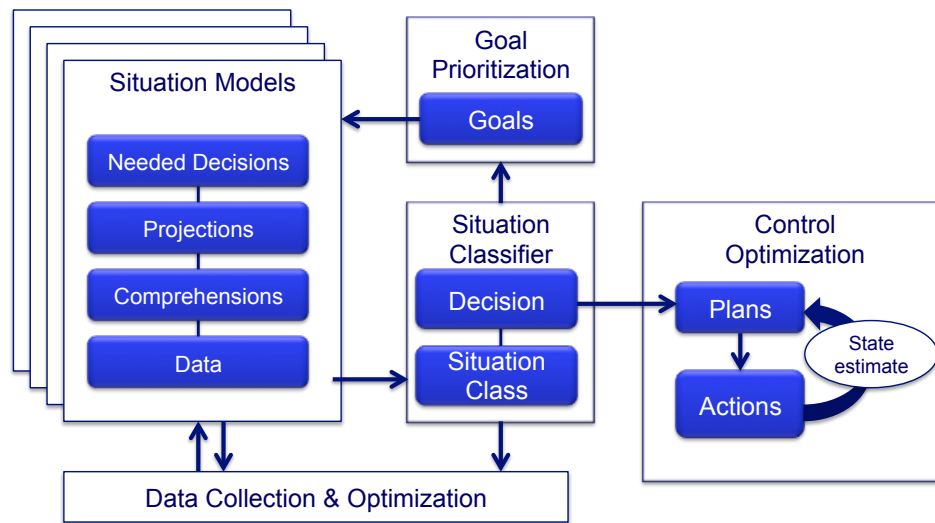 Situation Models
Needed Decisions
Projections
Comprehensions
Data
Goal
Prioritization
Goals
Situation
Classifier
Decision
Situation
Class
Control
Optimization
Plans
State
estimate
Actions
Data Collection & Optimization